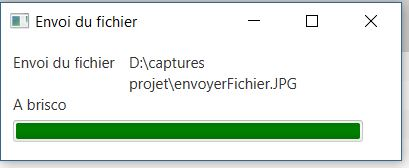 Envoi du fichier
Envoi du fichier D:\captures
projet\envoyerFichier.JPG
A brisco